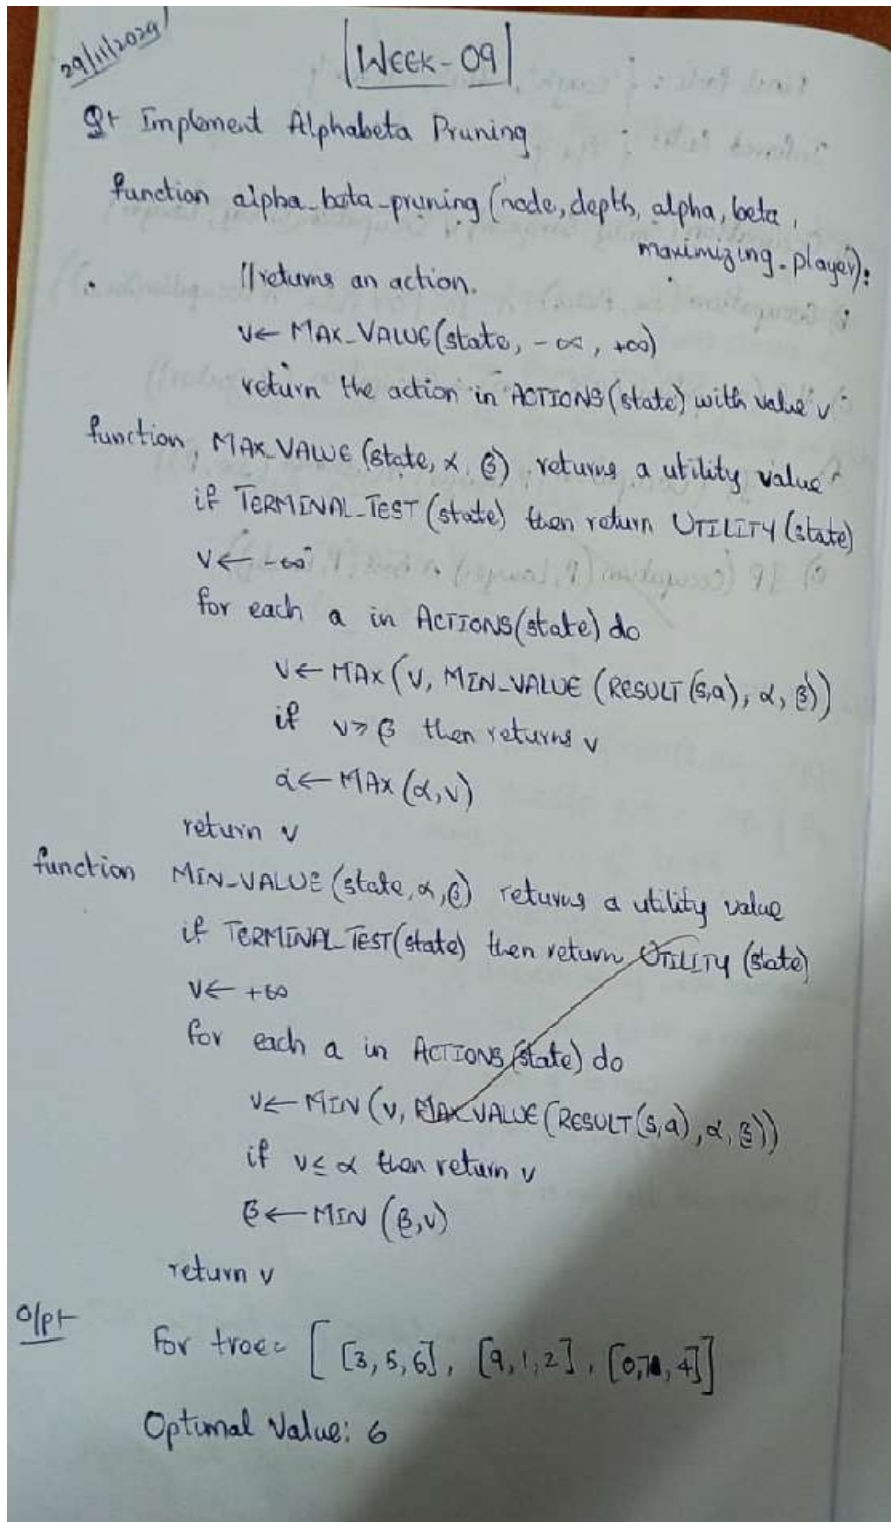 29/11/2029
WEEK-09
Q+ Implement Alphabeta Pruning
function alpha_beta_pruning (node, depth, alpha, beta,
maximizing-player):
//returns an action.
v← MAX_VALUE(state, -∞, +∞)
return the action in ACTIONS (state) with value v
function, MAX_VALUE (state, α, β) returns a utility value
if TERMINAL_TEST (state) then return UTILITY (state)
v← -∞
for each a in ACTIONS(state) do
v← MAX (v, MIN_VALUE (RESULT (s,a), α, β))
if v≥ β then returns v
α← MAX (α,v)
return v
function MIN_VALUE (state, α, β) returns a utility value
if TERMINAL_TEST(state) then return UTILITY (state)
v← +∞
for each a in ACTIONS (state) do
v← MIN (v, MAX_VALUE (RESULT(s,a), α, β))
if v≤ α then return v
β← MIN (β,v)
return v
O/pt
For tree= [ [3,5,6], [9,1,2], [0, , 4]]
Optimal Value: 6